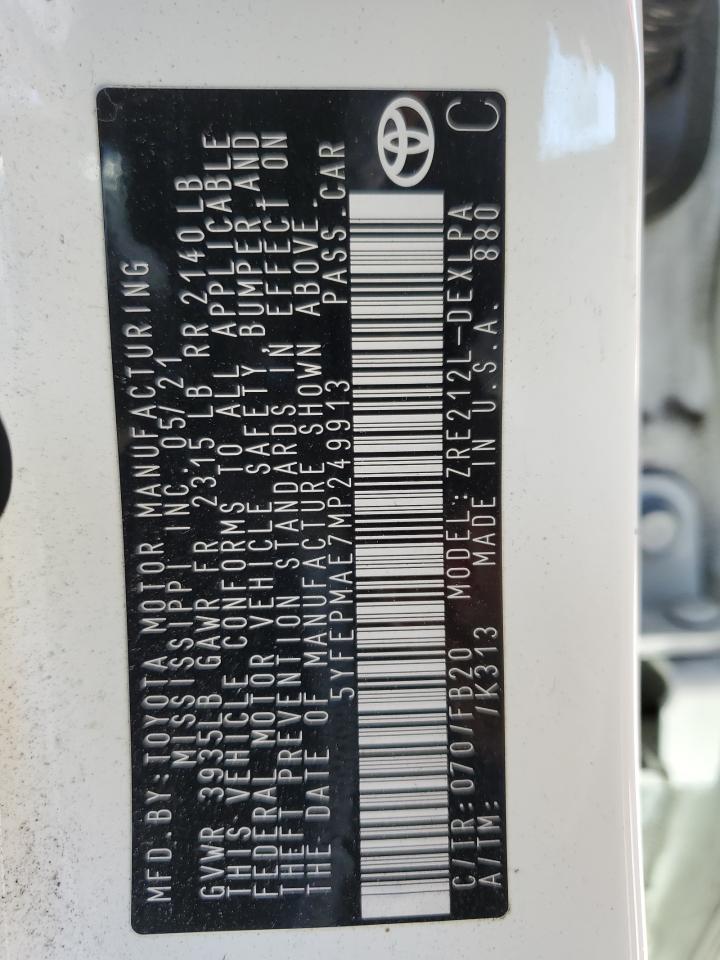 MFD.BY:TOYOTA MOTOR MANUFACTURING
MISSISSIPPI INC. 05/21
GVWR 3935LB GAWR FR 2315 LB RR 2140LB
THIS VEHICLE CONFORMS TO ALL APPLICABLE
FEDERAL MOTOR VEHICLE SAFETY, BUMPER,AND
THEFT PREVENTION STANDARDS IN EFFECT ON
THE DATE OF MANUFACTURE SHOWN ABOVE.
5YFEPMAE7MP249913 PASS.CAR
C/TR:070/FB20 MODEL:ZRE212L-DEXLPA
A/TM: /K313 MADE IN U.S.A. 880
C